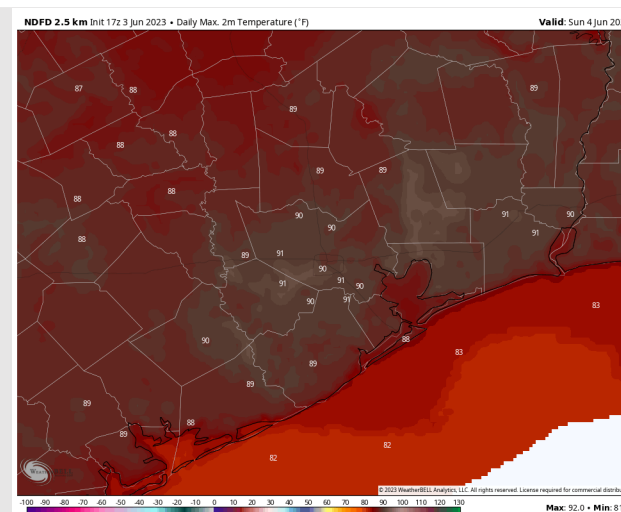 NDFD 2.5 km Init 17z 3 Jun 2023 • Daily Max. 2m Temperature (°F) Valid: Sun 4 Jun 20
87 88 89 89
88 88
89 89
88 88
90 91 90
90 91
88
89 91
90
91 91 90
90 91
83
90 88
83
89
89
89
88
89
82
82
© 2023 WeatherBELL Analytics, LLC. All rights reserved. License required for commercial distribu
-100 -90 -80 -70 -60 -50 -40 -30 -20 -10 0 10 20 30 40 50 60 70 80 90 100 110 120 130
Max: 92.0 • Min: 8